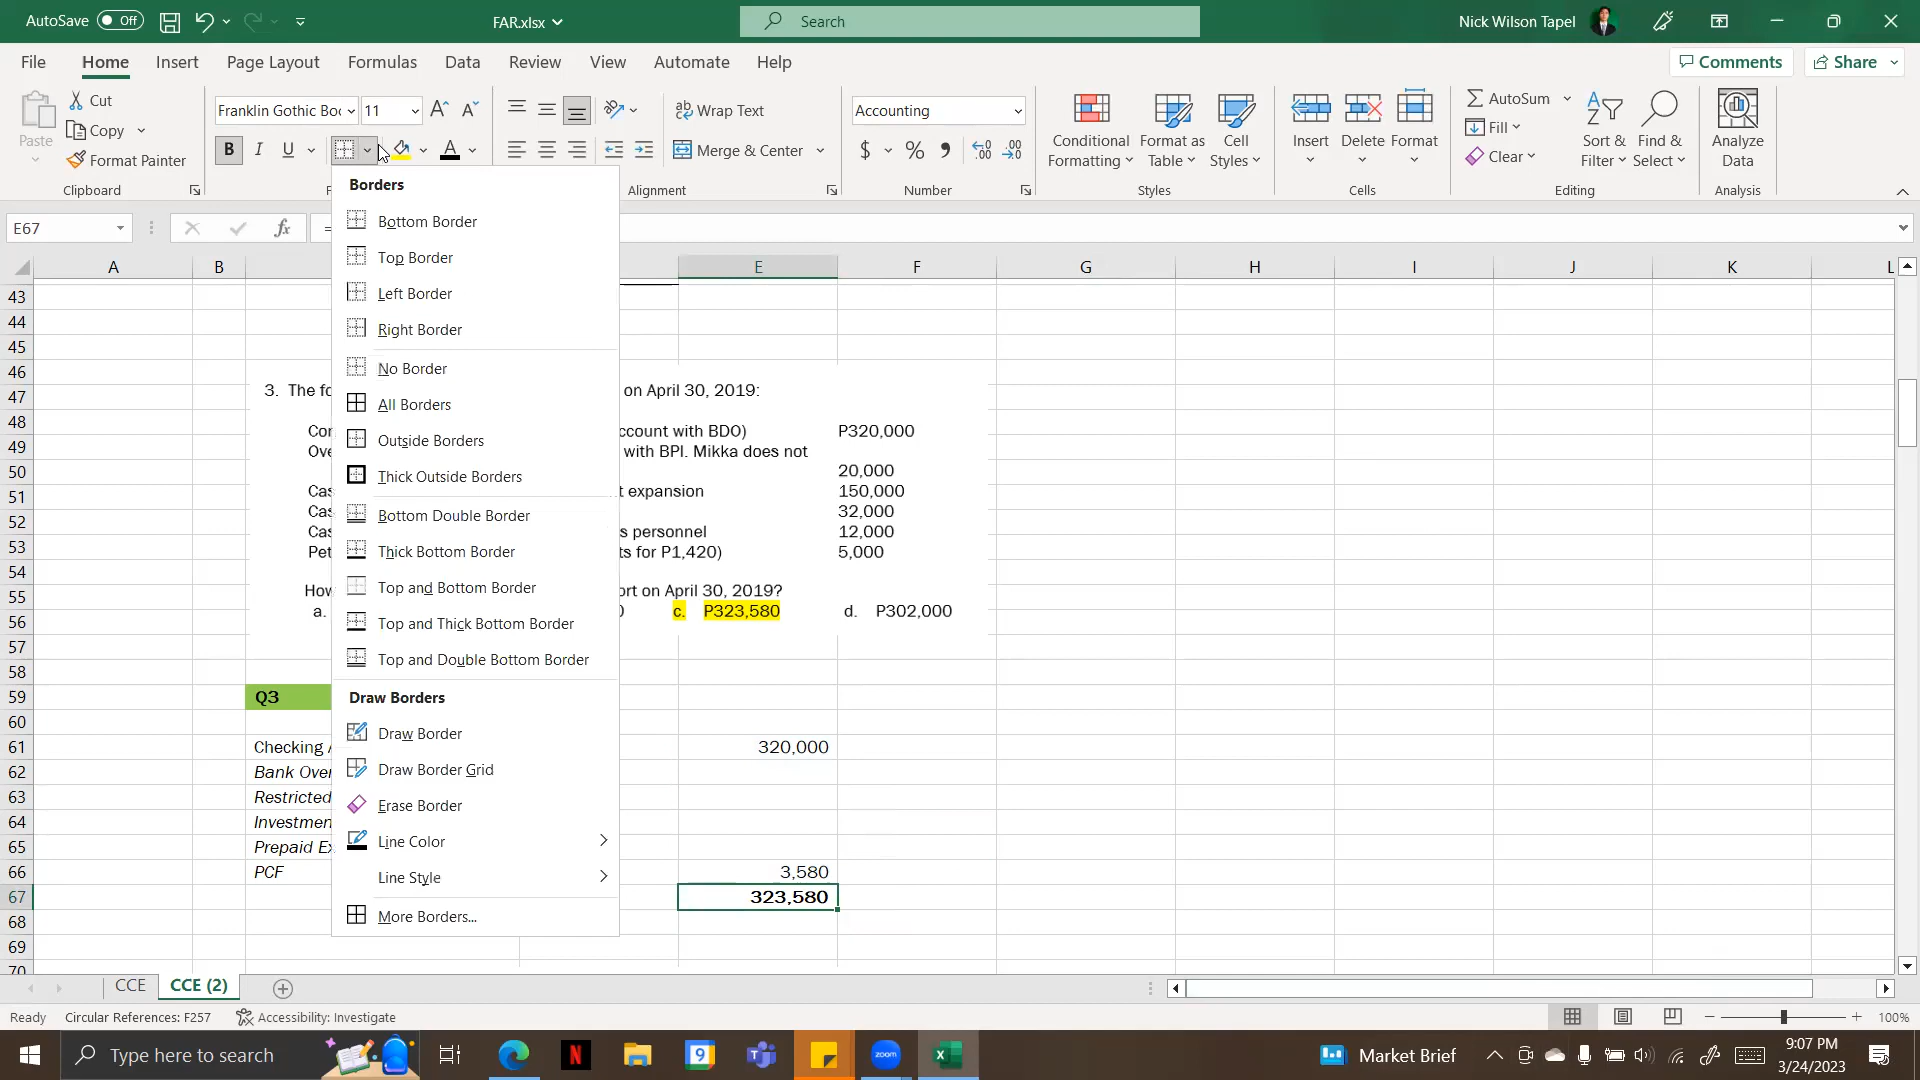 AutoSave Off FAR.xlsx Search Nick Wilson Tapel
File Home Insert Page Layout Formulas Data Review View Automate Help Comments Share
Paste Cut Copy Format Painter Clipboard
Franklin Gothic Boo 11 B I U
Wrap Text Merge & Center Alignment
Accounting $ % Number
Conditional Formatting Format as Table Cell Styles Styles
Insert Delete Format Cells
AutoSum Fill Clear Sort & Filter Find & Select Editing
Analyze Data Analysis
E67 fx =
Borders
Bottom Border
Top Border
Left Border
Right Border
No Border
All Borders
Outside Borders
Thick Outside Borders
Bottom Double Border
Thick Bottom Border
Top and Bottom Border
Top and Thick Bottom Border
Top and Double Bottom Border
Draw Borders
Draw Border
Draw Border Grid
Erase Border
Line Color
Line Style
More Borders...
A B E F G H I J K L
43
44
45
46
47
48
49
50
51
52
53
54
55
56
57
58
59
60
61
62
63
64
65
66
67
68
69
70
3. The fo on April 30, 2019:
Cor ccount with BDO) P320,000
Ove with BPI. Mikka does not
20,000
Cas t expansion 150,000
Cas 32,000
Cas s personnel 12,000
Pet ts for P1,420) 5,000
How ort on April 30, 2019?
a. 0 c. P323,580 d. P302,000
Q3
Checking A 320,000
Bank Over
Restricted
Investmen
Prepaid Ex
PCF 3,580
323,580
CCE CCE (2)
Ready Circular References: F257 Accessibility: Investigate 100%
Type here to search N 9 zoom Market Brief 9:07 PM
3/24/2023